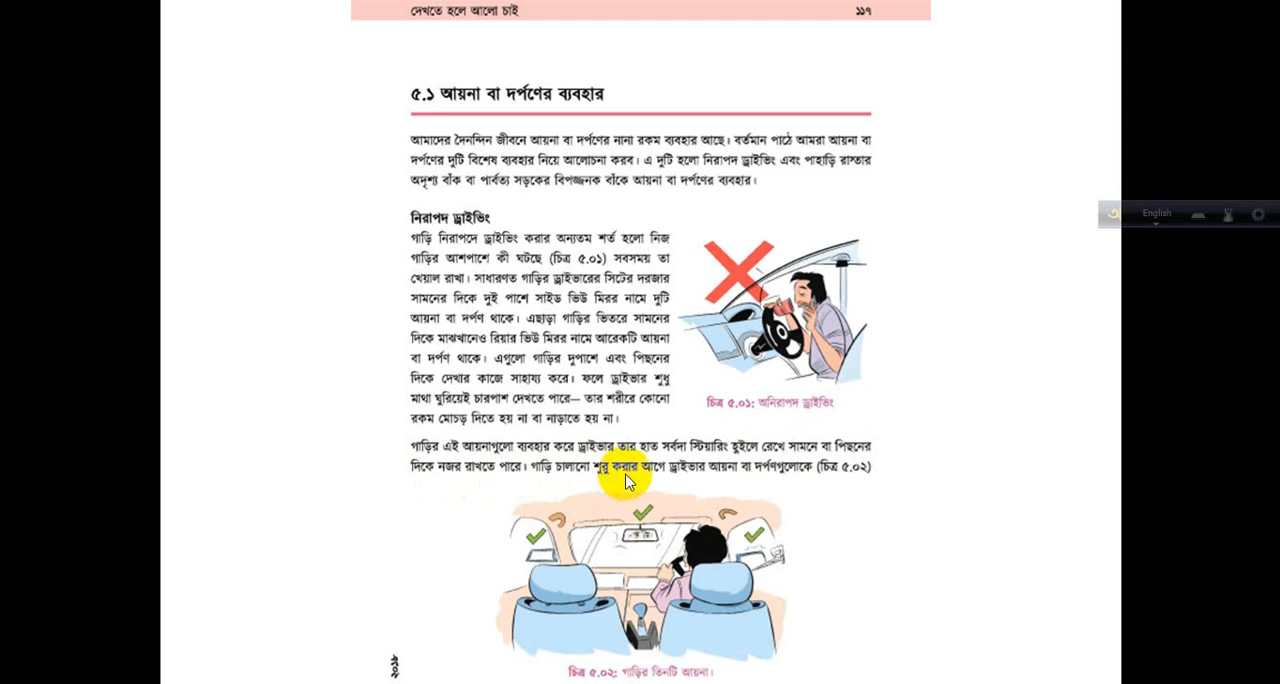 দেখতে হলে আলো চাই ১১৭
৫.১ আয়না বা দর্পণের ব্যবহার
আমাদের দৈনন্দিন জীবনে আয়না বা দর্পণের নানা রকম ব্যবহার আছে। বর্তমান পাঠে আমরা আয়না বা
দর্পণের দুটি বিশেষ ব্যবহার নিয়ে আলোচনা করব। এ দুটি হলো নিরাপদ ড্রাইভিং এবং পাহাড়ি রাস্তার
অদৃশ্য বাঁক বা পার্বত্য সড়কের বিপজ্জনক বাঁকে আয়না বা দর্পণের ব্যবহার।
নিরাপদ ড্রাইভিং
গাড়ি নিরাপদে ড্রাইভিং করার অন্যতম শর্ত হলো নিজ
গাড়ির আশপাশে কী ঘটছে (চিত্র ৫.০১) সবসময় তা
খেয়াল রাখা। সাধারণত গাড়ির ড্রাইভারের সিটের দরজার
সামনের দিকে দুই পাশে সাইড ভিউ মিরর নামে দুটি
আয়না বা দর্পণ থাকে। এছাড়া গাড়ির ভিতরে সামনের
দিকে মাঝখানেও রিয়ার ভিউ মিরর নামে আরেকটি আয়না
বা দর্পণ থাকে। এগুলো গাড়ির দুপাশে এবং পিছনের
দিকে দেখার কাজে সাহায্য করে। ফলে ড্রাইভার শুধু
মাথা ঘুরিয়েই চারপাশ দেখতে পারে— তার শরীরে কোনো
রকম মোচড় দিতে হয় না বা নাড়াতে হয় না।
চিত্র ৫.০১: অনিরাপদ ড্রাইভিং
গাড়ির এই আয়নাগুলো ব্যবহার করে ড্রাইভার তার হাত সর্বদা স্টিয়ারিং হুইলে রেখে সামনে বা পিছনের
দিকে নজর রাখতে পারে। গাড়ি চালানো শুরু করার আগে ড্রাইভার আয়না বা দর্পণগুলোকে (চিত্র ৫.০২)
চিত্র ৫.০২: গাড়ির তিনটি আয়না।
২০১৯
English